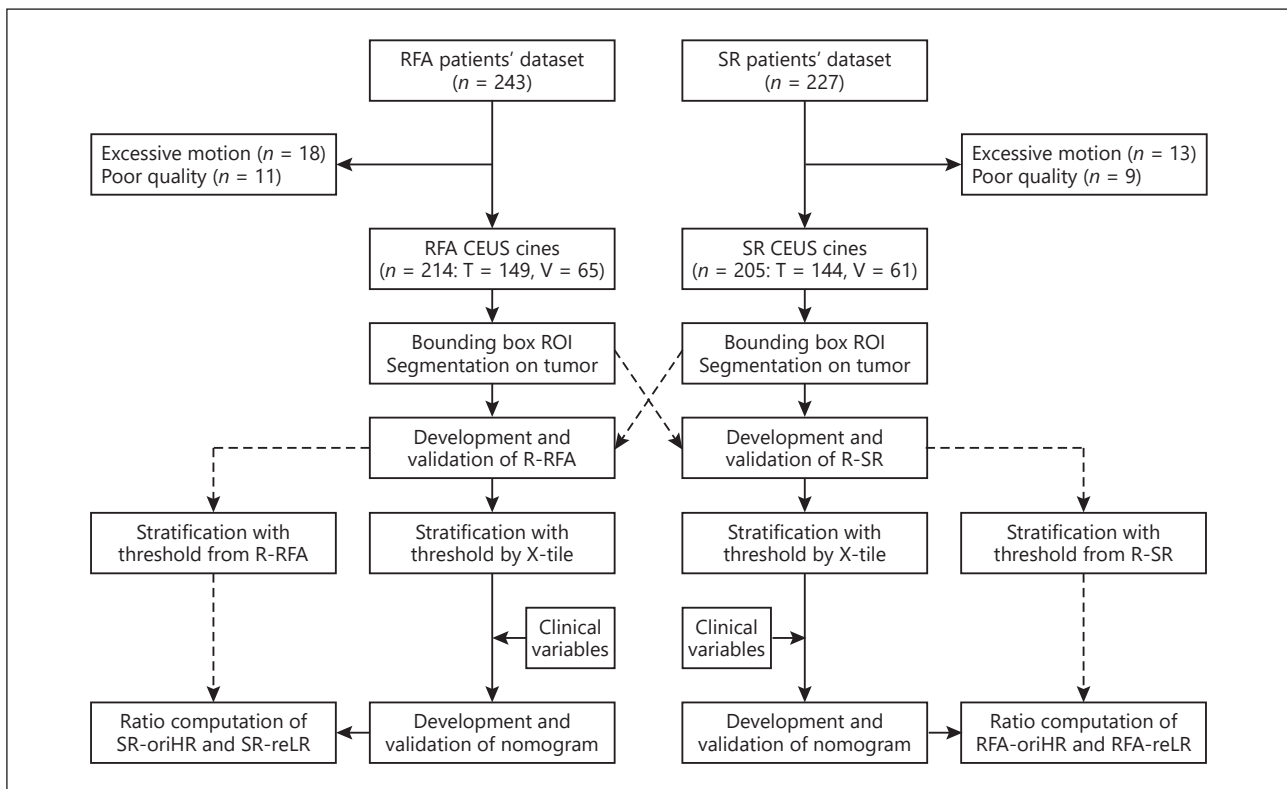 RFA patients‘ dataset
(n = 243)
SR patients‘ dataset
(n = 227)
Excessive motion (n = 18)
Poor quality (n = 11)
Excessive motion (n = 13)
Poor quality (n = 9)
RFA CEUS cines
(n = 214: T = 149, V = 65)
SR CEUS cines
(n = 205: T = 144, V = 61)
Bounding box ROI
Segmentation on tumor
Bounding box ROI
Segmentation on tumor
Development and
validation of R-RFA
Development and
validation of R-SR
Stratification with
threshold from R-RFA
Stratification with
threshold by X-tile
Stratification with
threshold by X-tile
Stratification with
threshold from R-SR
Clinical
variables
Clinical
variables
Ratio computation of
SR-oriHR and SR-reLR
Development and
validation of nomogram
Development and
validation of nomogram
Ratio computation of
RFA-oriHR and RFA-reLR